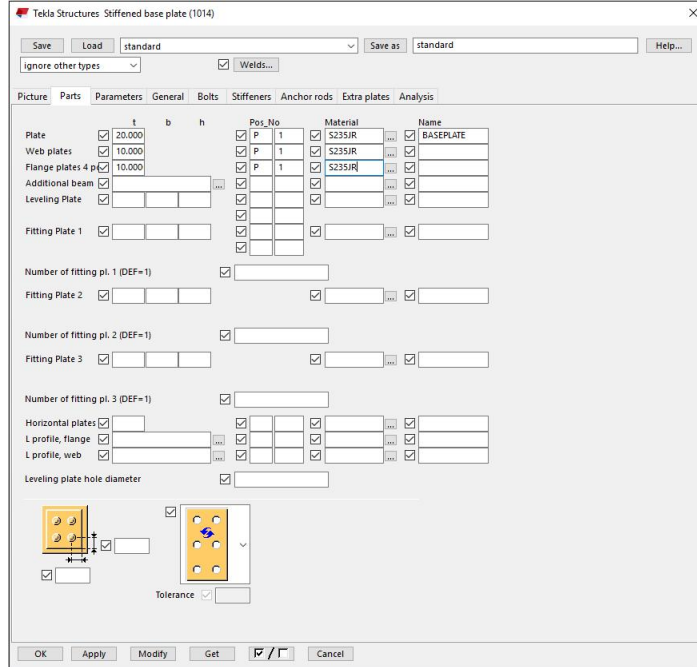 Tekla Structures Stiffened base plate (1014)
Save Load standard Save as standard Help...
ignore other types Welds...
Picture Parts Parameters General Bolts Stiffeners Anchor rods Extra plates Analysis
t b h Pos_No Material Name
Plate 20.000 P 1 S235JR ... BASEPLATE
Web plates 10.000 P 1 S235JR ...
Flange plates 4 p 10.000 P 1 S235JR ...
Additional beam ... ...
Leveling Plate ...
Fitting Plate 1 ...
Number of fitting pl. 1 (DEF=1)
Fitting Plate 2 ...
Number of fitting pl. 2 (DEF=1)
Fitting Plate 3 ...
Number of fitting pl. 3 (DEF=1)
Horizontal plates ...
L profile, flange ... ...
L profile, web ... ...
Leveling plate hole diameter
Tolerance
OK Apply Modify Get / Cancel